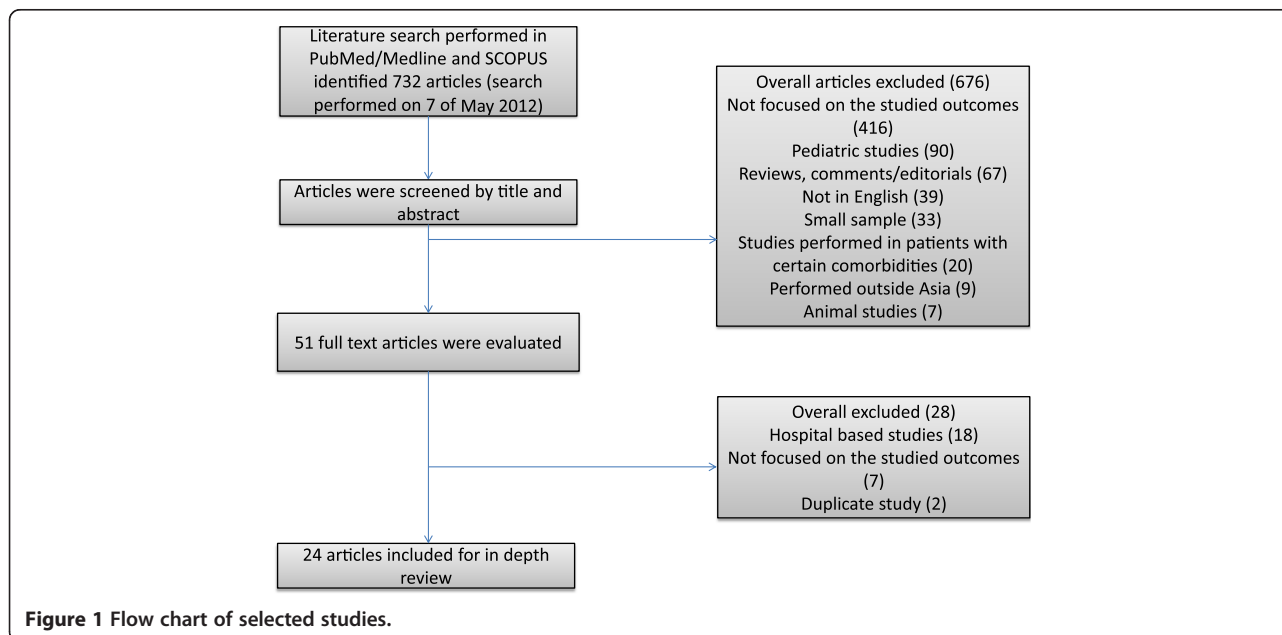 Literature search performed in
PubMed/Medline and SCOPUS
identified 732 articles (search
performed on 7 of May 2012)
Overall articles excluded (676)
Not focused on the studied outcomes
(416)
Pediatric studies (90)
Reviews, comments/editorials (67)
Not in English (39)
Small sample (33)
Studies performed in patients with
certain comorbidities (20)
Performed outside Asia (9)
Animal studies (7)
Articles were screened by title and
abstract
51 full text articles were evaluated
Overall excluded (28)
Hospital based studies (18)
Not focused on the studied outcomes
(7)
Duplicate study (2)
24 articles included for in depth
review
Figure 1 Flow chart of selected studies.